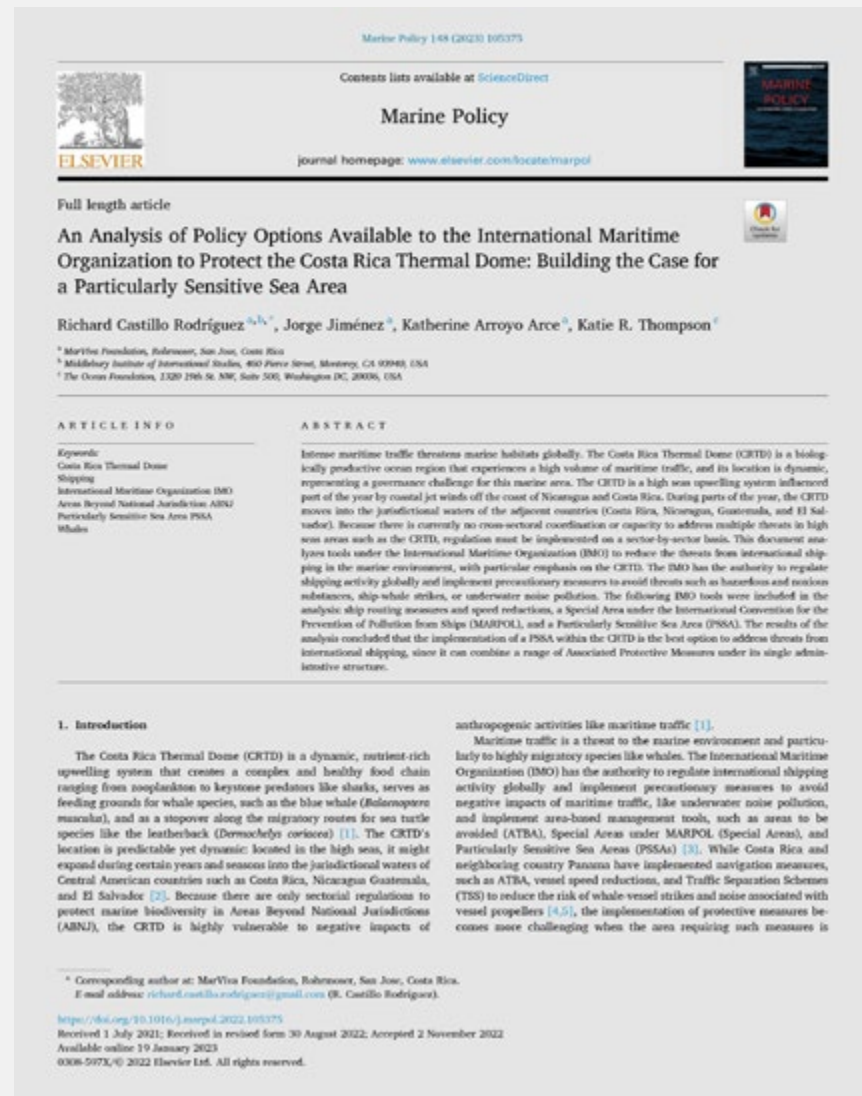 Marine Policy 148 (2023) 105375
Contents lists available at ScienceDirect
Marine Policy
journal homepage: www.elsevier.com/locate/marpol
ELSEVIER
MARINE
POLICY
Full length article
Check for
updates
An Analysis of Policy Options Available to the International Maritime
Organization to Protect the Costa Rica Thermal Dome: Building the Case for
a Particularly Sensitive Sea Area
Richard Castillo Rodríguez a,b,*, Jorge Jiménez a, Katherine Arroyo Arce a, Katie R. Thompson c
a MarViva Foundation, Rohrmoser, San Jose, Costa Rica
b Middlebury Institute of International Studies, 460 Pierce Street, Monterey, CA 93940, USA
c The Ocean Foundation, 1320 19th St. NW, Suite 500, Washington DC, 20036, USA
ARTICLE INFO
Keywords:
Costa Rica Thermal Dome
Shipping
International Maritime Organization IMO
Areas Beyond National Jurisdiction ABNJ
Particularly Sensitive Sea Area PSSA
Whales
ABSTRACT
Intense maritime traffic threatens marine habitats globally. The Costa Rica Thermal Dome (CRTD) is a biolog-
ically productive ocean region that experiences a high volume of maritime traffic, and its location is dynamic,
representing a governance challenge for this marine area. The CRTD is a high seas upwelling system influenced
part of the year by coastal jet winds off the coast of Nicaragua and Costa Rica. During parts of the year, the CRTD
moves into the jurisdictional waters of the adjacent countries (Costa Rica, Nicaragua, Guatemala, and El Sal-
vador). Because there is currently no cross-sectoral coordination or capacity to address multiple threats in high
seas areas such as the CRTD, regulation must be implemented on a sector-by-sector basis. This document ana-
lyzes tools under the International Maritime Organization (IMO) to reduce the threats from international ship-
ping in the marine environment, with particular emphasis on the CRTD. The IMO has the authority to regulate
shipping activity globally and implement precautionary measures to avoid threats such as hazardous and noxious
substances, ship-whale strikes, or underwater noise pollution. The following IMO tools were included in the
analysis: ship routing measures and speed reductions, a Special Area under the International Convention for the
Prevention of Pollution from Ships (MARPOL), and a Particularly Sensitive Sea Area (PSSA). The results of the
analysis concluded that the implementation of a PSSA within the CRTD is the best option to address threats from
international shipping, since it can combine a range of Associated Protective Measures under its single admin-
istrative structure.
1. Introduction
The Costa Rica Thermal Dome (CRTD) is a dynamic, nutrient-rich
upwelling system that creates a complex and healthy food chain
ranging from zooplankton to keystone predators like sharks, serves as
feeding grounds for whale species, such as the blue whale (Balaenoptera
musculus), and as a stopover along the migratory routes for sea turtle
species like the leatherback (Dermochelys coriacea) [1]. The CRTD's
location is predictable yet dynamic: located in the high seas, it might
expand during certain years and seasons into the jurisdictional waters of
Central American countries such as Costa Rica, Nicaragua Guatemala,
and El Salvador [2]. Because there are only sectorial regulations to
protect marine biodiversity in Areas Beyond National Jurisdictions
(ABNJ), the CRTD is highly vulnerable to negative impacts of
anthropogenic activities like maritime traffic [1].
Maritime traffic is a threat to the marine environment and particu-
larly to highly migratory species like whales. The International Maritime
Organization (IMO) has the authority to regulate international shipping
activity globally and implement precautionary measures to avoid
negative impacts of maritime traffic, like underwater noise pollution,
and implement area-based management tools, such as areas to be
avoided (ATBA), Special Areas under MARPOL (Special Areas), and
Particularly Sensitive Sea Areas (PSSAs) [3]. While Costa Rica and
neighboring country Panama have implemented navigation measures,
such as ATBA, vessel speed reductions, and Traffic Separation Schemes
(TSS) to reduce the risk of whale-vessel strikes and noise associated with
vessel propellers [4,5], the implementation of protective measures be-
comes more challenging when the area requiring such measures is
* Corresponding author at: MarViva Foundation, Rohrmoser, San Jose, Costa Rica.
E-mail address: richard.castillo.rodriguez@gmail.com (R. Castillo Rodríguez).
https://doi.org/10.1016/j.marpol.2022.105375
Received 1 July 2021; Received in revised form 30 August 2022; Accepted 2 November 2022
Available online 19 January 2023
0308-597X/© 2022 Elsevier Ltd. All rights reserved.